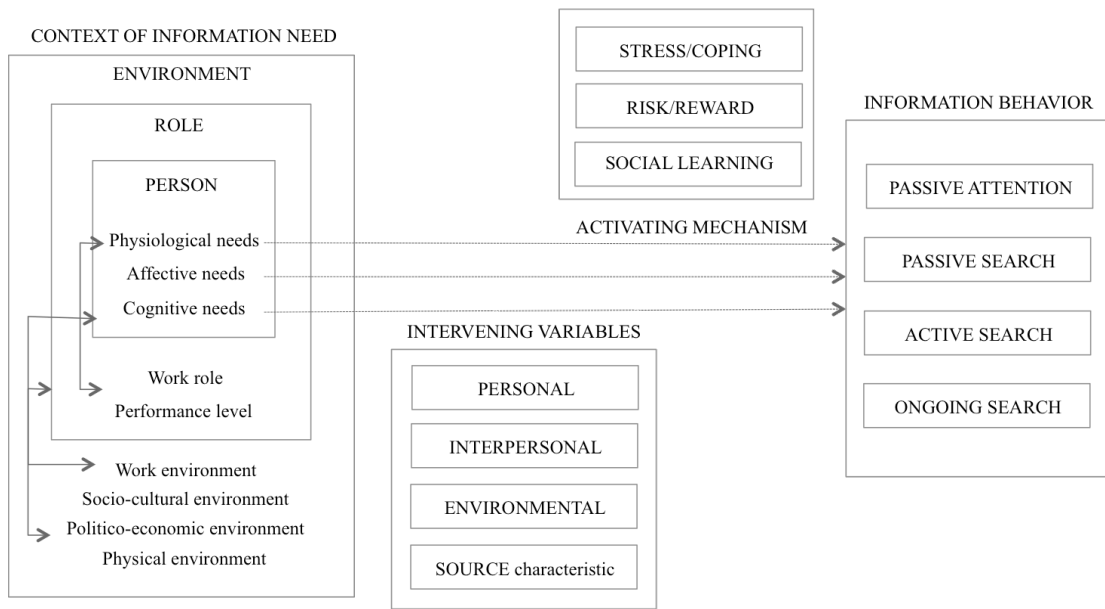 CONTEXT OF INFORMATION NEED
ENVIRONMENT
ROLE
PERSON
Physiological needs
Affective needs
Cognitive needs
Work role
Performance level
Work environment
Socio-cultural environment
Politico-economic environment
Physical environment
STRESS/COPING
RISK/REWARD
SOCIAL LEARNING
ACTIVATING MECHANISM
INTERVENING VARIABLES
PERSONAL
INTERPERSONAL
ENVIRONMENTAL
SOURCE characteristic
INFORMATION BEHAVIOR
PASSIVE ATTENTION
PASSIVE SEARCH
ACTIVE SEARCH
ONGOING SEARCH